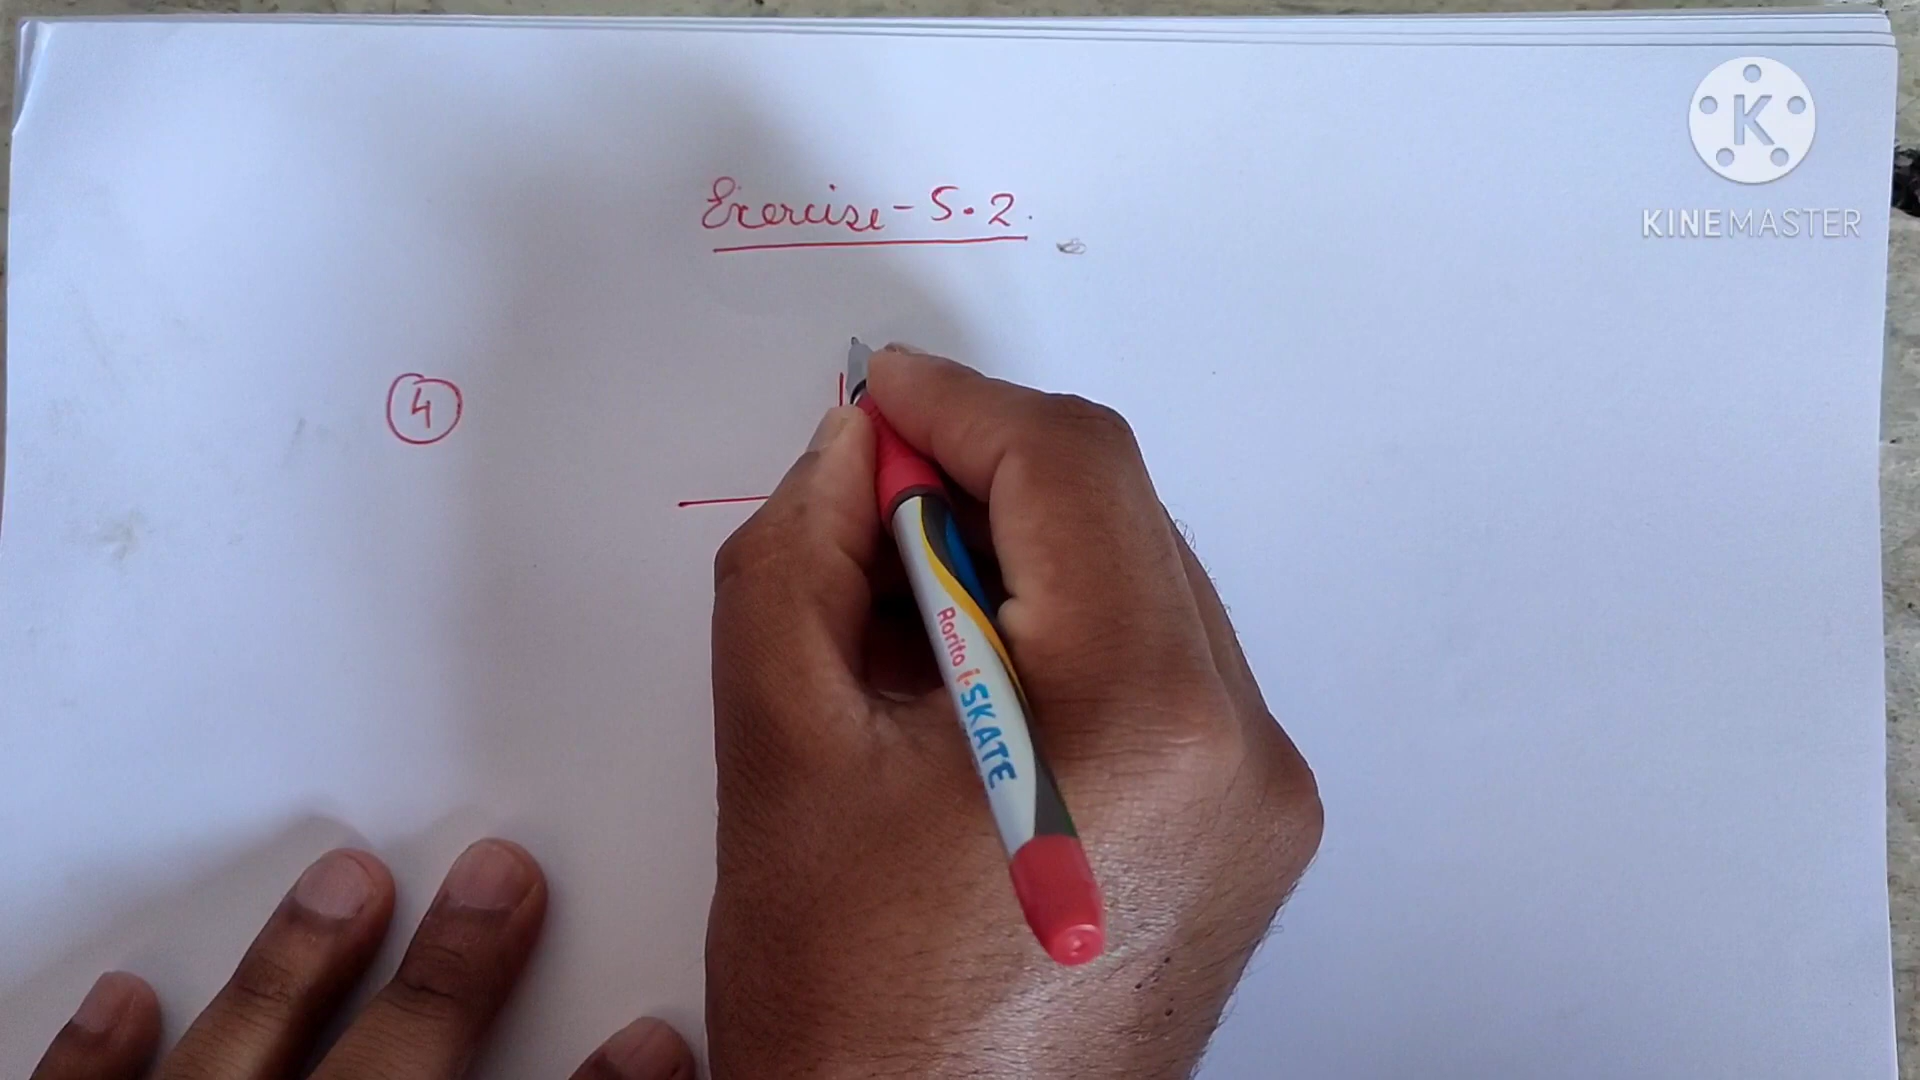 Exercise - 5.2.
K
KINEMASTER
4
Rorito i-SKATE